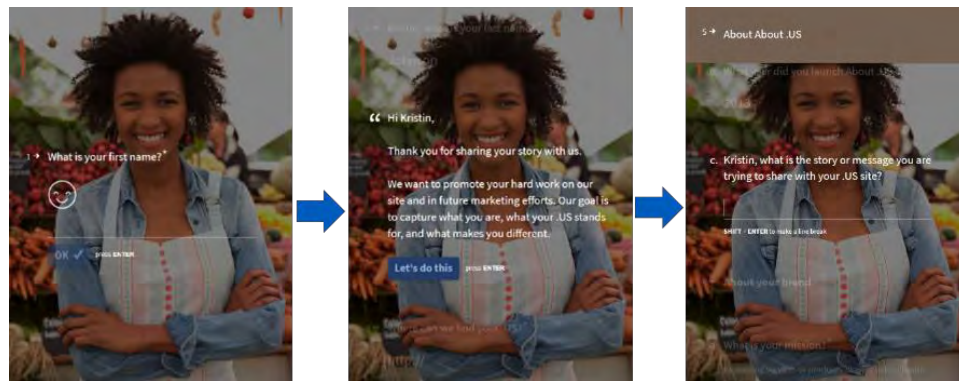 1 → What is your first name?*
OK ✓ press ENTER
“ Hi Kristin,
Thank you for sharing your story with us.
We want to promote your hard work on our
site and in future marketing efforts. Our goal is
to capture what you are, what your .US stands
for, and what makes you different.
Let's do this press ENTER
5 → About About .US
c. Kristin, what is the story or message you are
trying to share with your .US site?
SHIFT + ENTER to make a line break
About your brand
What is your mission?